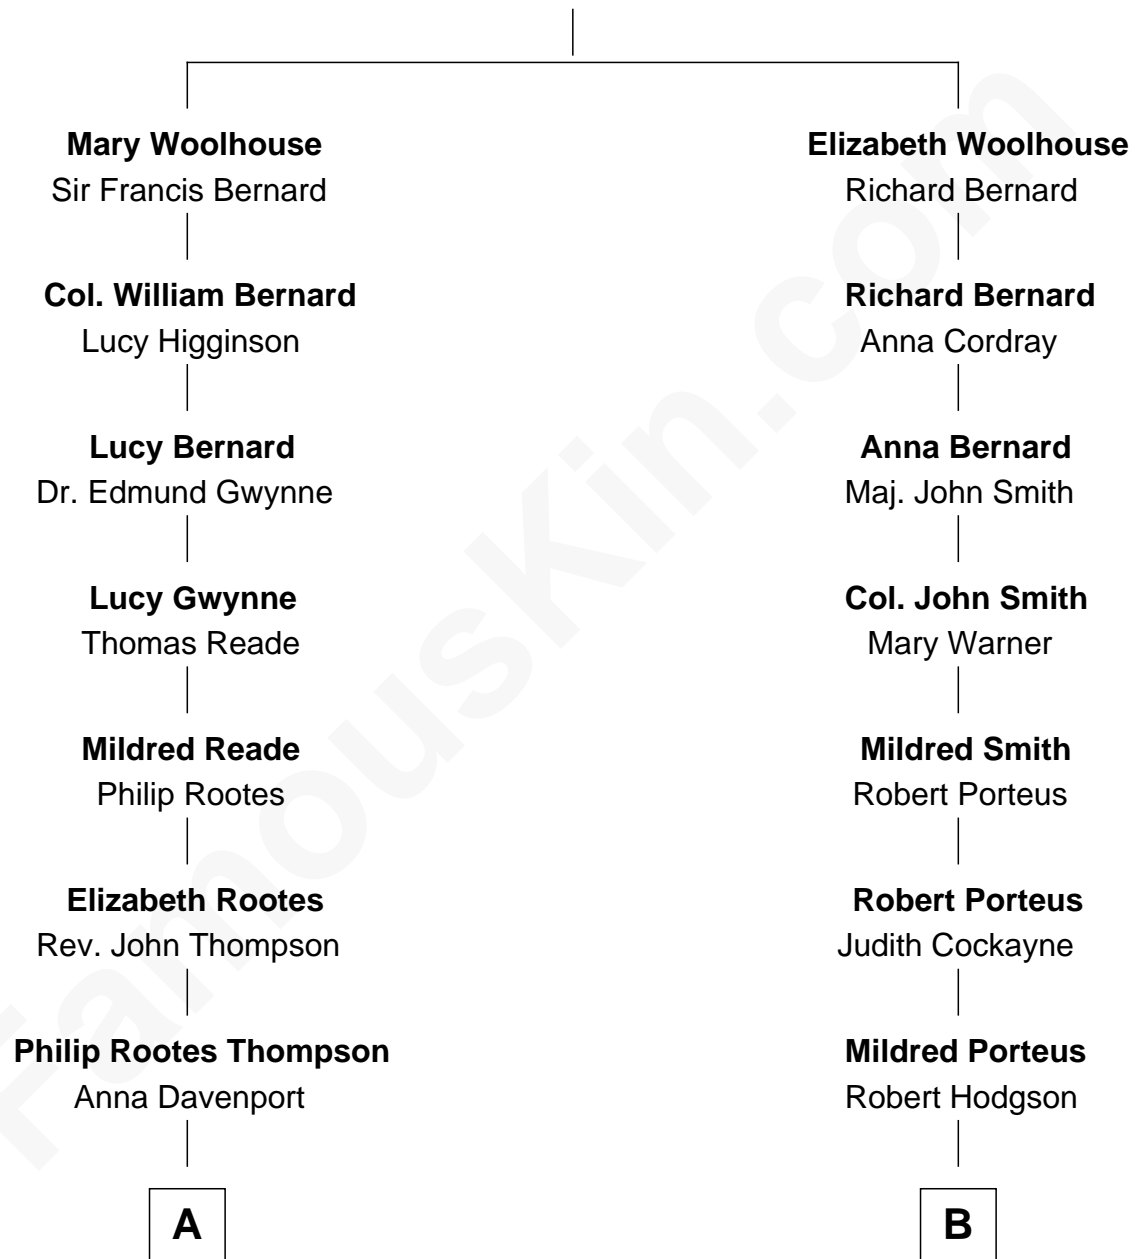 Mary Woolhouse
Sir Francis Bernard
Col. William Bernard
Lucy Higginson
Lucy Bernard
Dr. Edmund Gwynne
Lucy Gwynne
Thomas Reade
Mildred Reade
Philip Rootes
Elizabeth Rootes
Rev. John Thompson
Philip Rootes Thompson
Anna Davenport
A
Elizabeth Woolhouse
Richard Bernard
Richard Bernard
Anna Cordray
Anna Bernard
Maj. John Smith
Col. John Smith
Mary Warner
Mildred Smith
Robert Porteus
Robert Porteus
Judith Cockayne
Mildred Porteus
Robert Hodgson
B
FamousKin.com